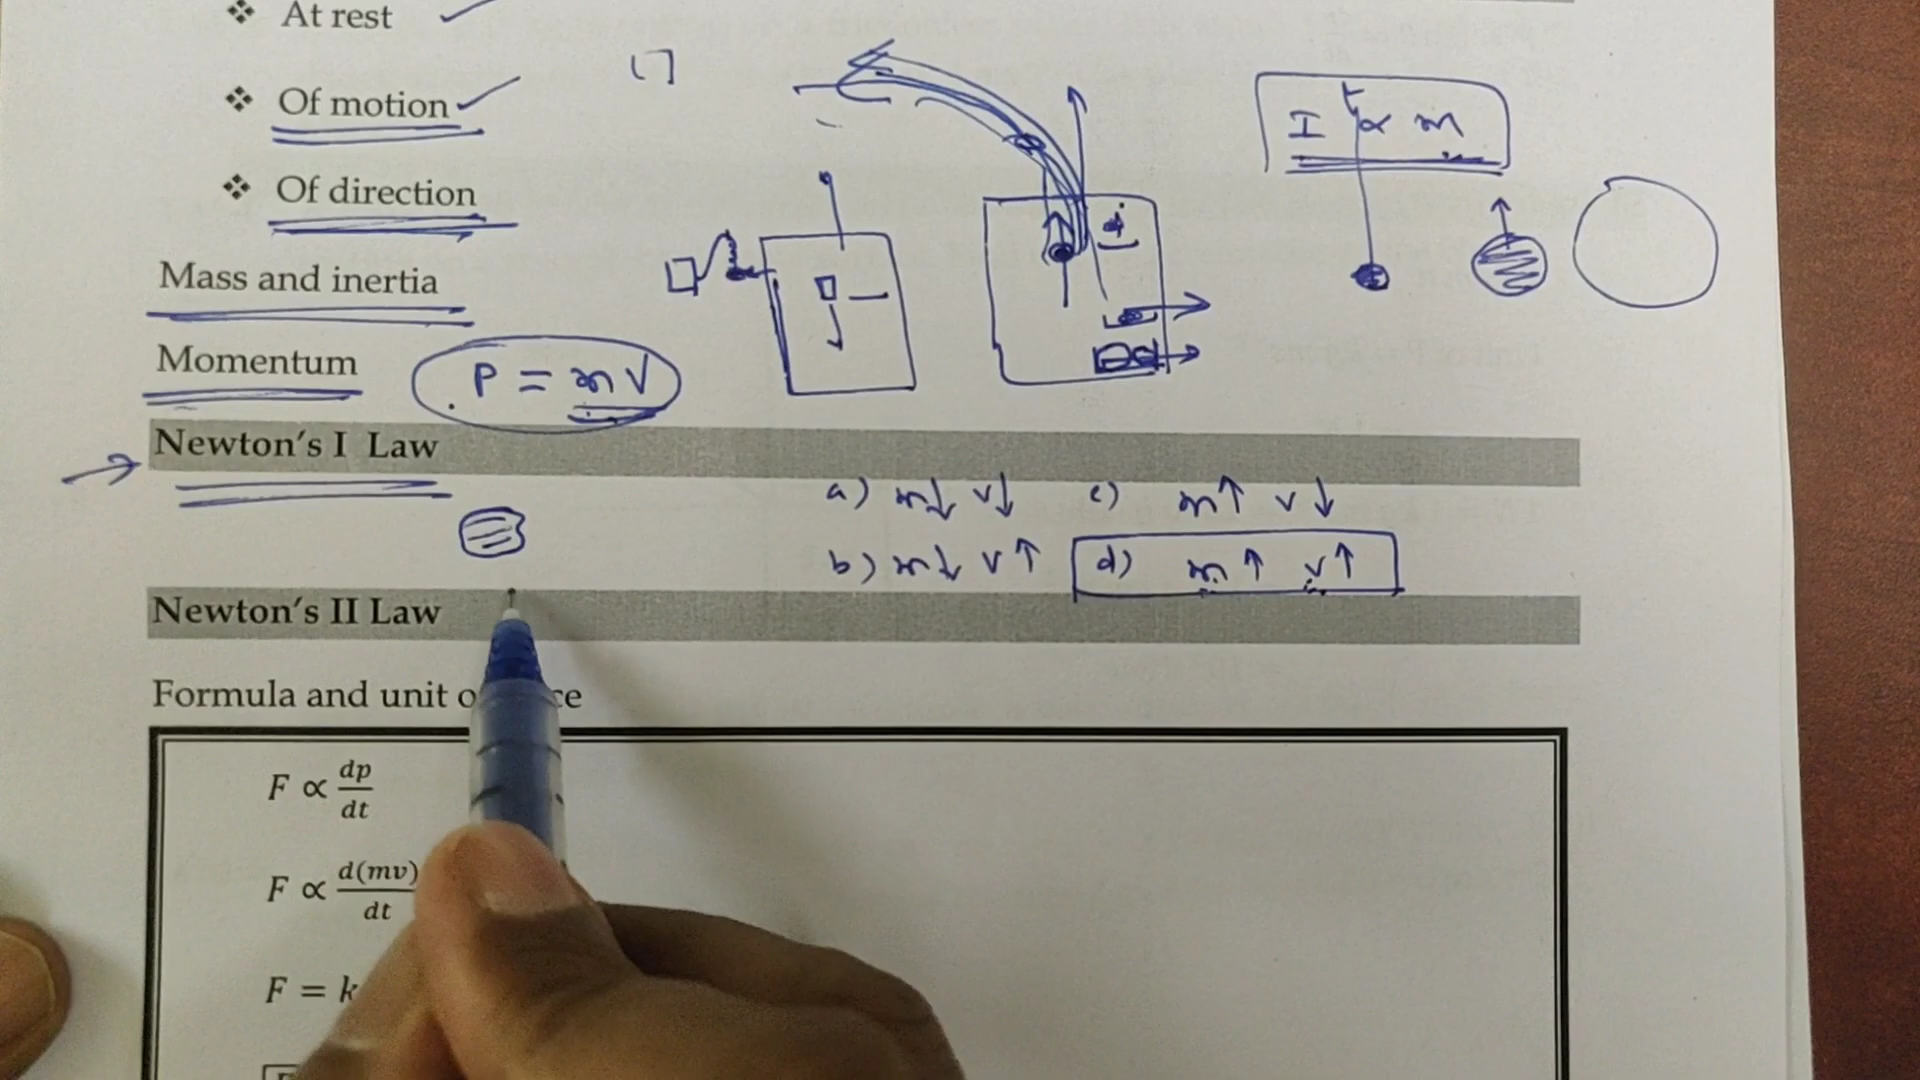 ❖ At rest
❖ Of motion
❖ Of direction
I ∝ m
Mass and inertia
Momentum P = mV
Newton's I Law
a) m↓ v↓ c) m↑ v↓
b) m↓ v↑ d) m↑ v↑
Newton's II Law
Formula and unit o
F ∝ dp/dt
F ∝ d(mv)/dt
F = k